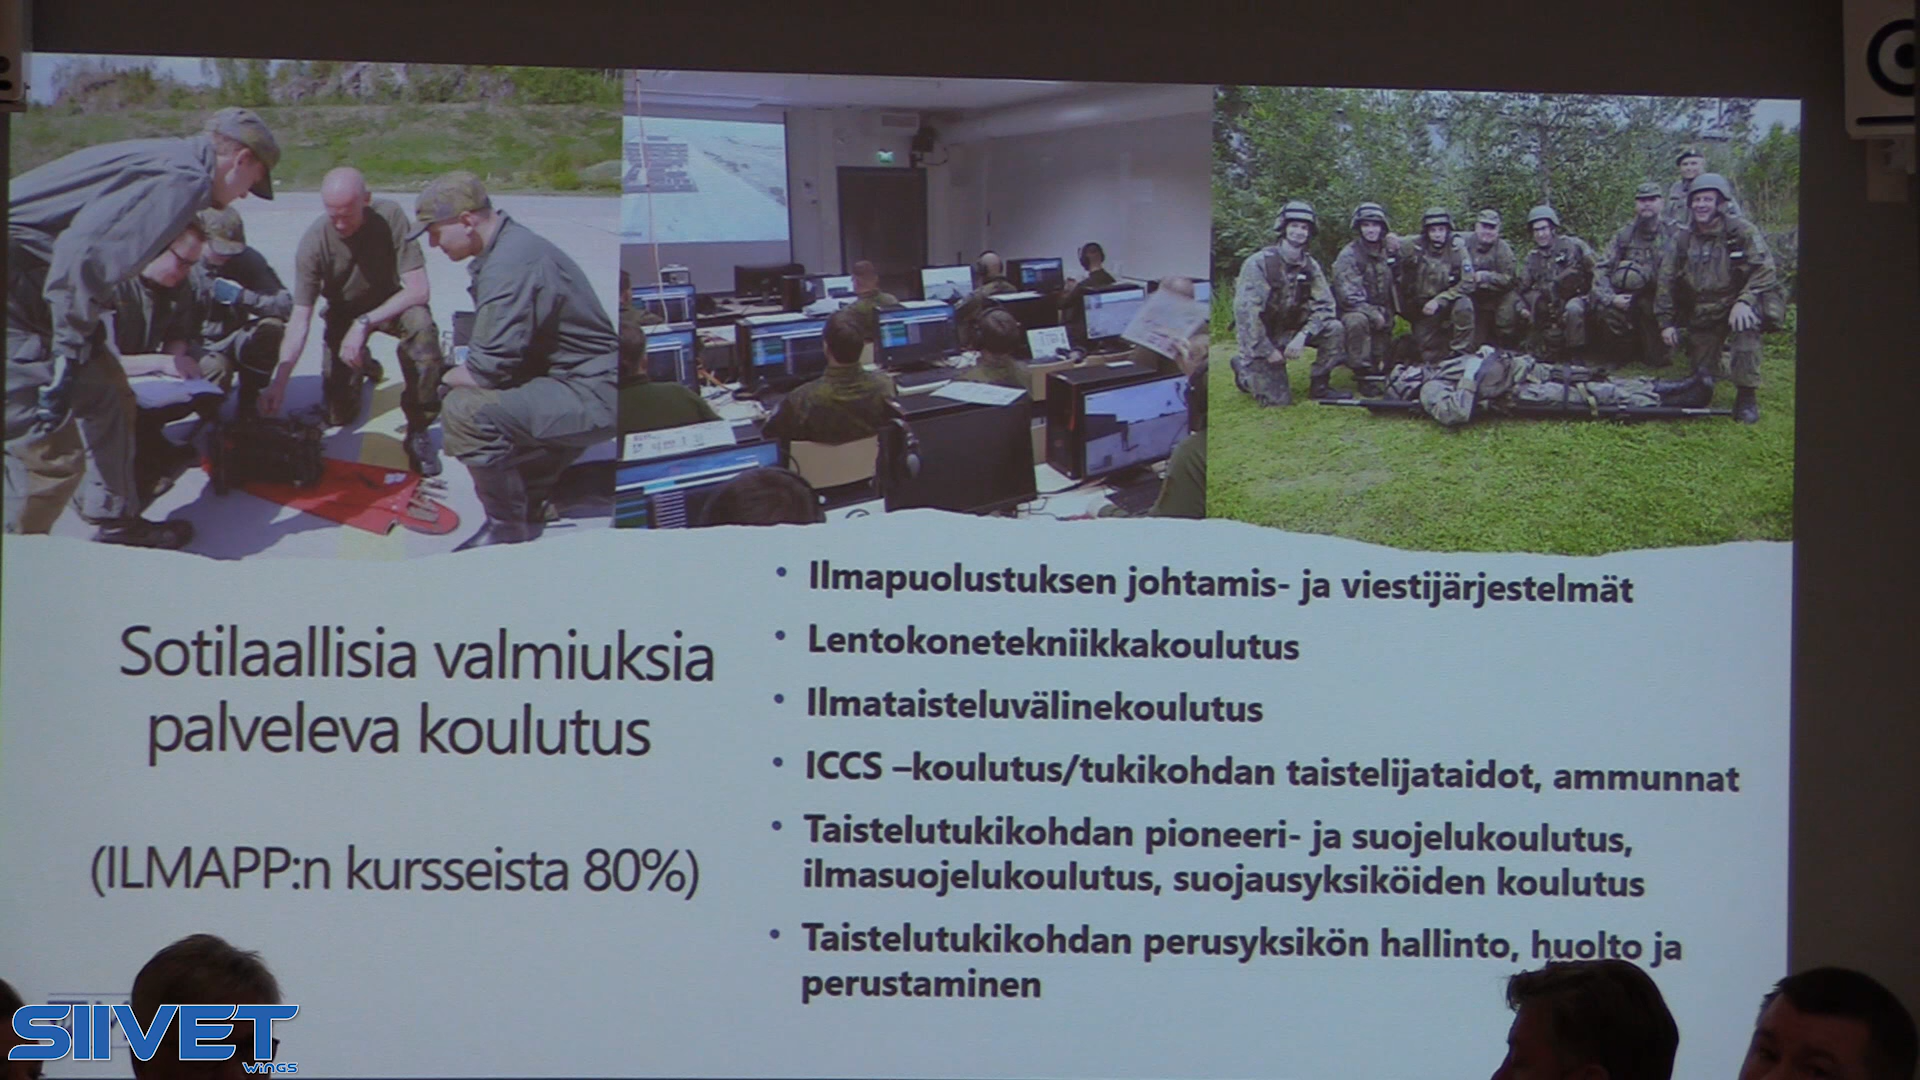 Sotilaallisia valmiuksia
palveleva koulutus
(ILMAPP:n kursseista 80%)
• Ilmapuolustuksen johtamis- ja viestijärjestelmät
• Lentokonetekniikkakoulutus
• Ilmataisteluvälinekoulutus
• ICCS –koulutus/tukikohdan taistelijataidot, ammunnat
• Taistelutukikohdan pioneeri- ja suojelukoulutus,
ilmasuojelukoulutus, suojausyksiköiden koulutus
• Taistelutukikohdan perusyksikön hallinto, huolto ja
perustaminen
SIIVET
WINGS